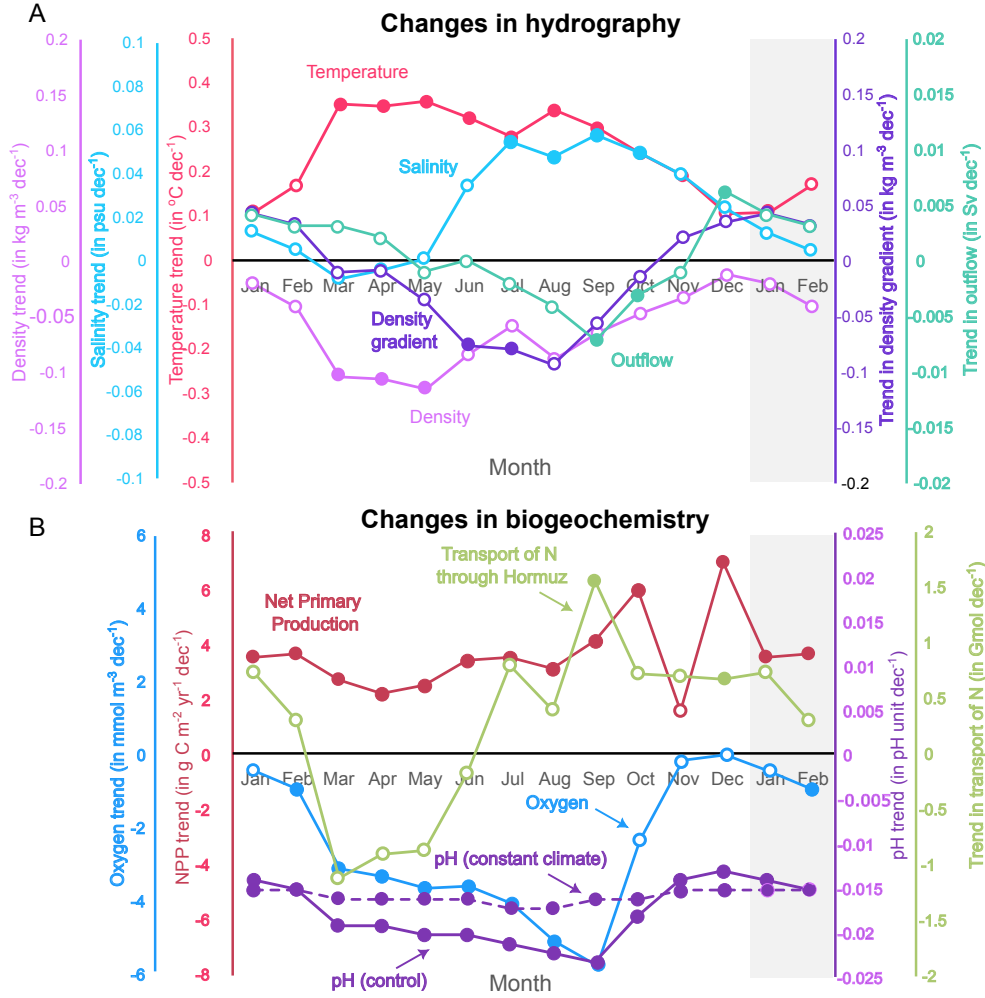 A
Changes in hydrography
Density trend (in kg m-3 dec-1)
0.2
0.15
0.1
0.05
0
-0.05
-0.1
-0.15
-0.2
Salinity trend (in psu dec-1)
0.1
0.08
0.06
0.04
0.02
0
-0.02
-0.04
-0.06
-0.08
-0.1
Temperature trend (in ºC dec-1)
0.5
0.4
0.3
0.2
0.1
0
-0.1
-0.2
-0.3
-0.4
-0.5
Temperature
Salinity
Density
gradient
Outflow
Density
Jan Feb Mar Apr May Jun Jul Aug Sep Oct Nov Dec Jan Feb
Month
0.2
0.15
0.1
0.05
0
-0.05
-0.1
-0.15
-0.2
Trend in density gradient (in kg m-3 dec-1)
0.02
0.015
0.01
0.005
0
-0.005
-0.01
-0.015
-0.02
Trend in outflow (in Sv dec-1)
B
Changes in biogeochemistry
Oxygen trend (in mmol m-3 dec-1)
6
4
2
0
-2
-4
-6
NPP trend (in g C m-2 yr-1 dec-1)
8
6
4
2
0
-2
-4
-6
-8
Transport of N
through Hormuz
Net Primary
Production
Jan Feb Mar Apr May Jun Jul Aug Sep Oct Nov Dec Jan Feb
Oxygen
pH (constant climate)
pH (control)
Month
0.025
0.02
0.015
0.01
0.005
0
-0.005
-0.01
-0.015
-0.02
-0.025
pH trend (in pH unit dec-1)
2
1.5
1
0.5
0
-0.5
-1
-1.5
-2
Trend in transport of N (in Gmol dec-1)